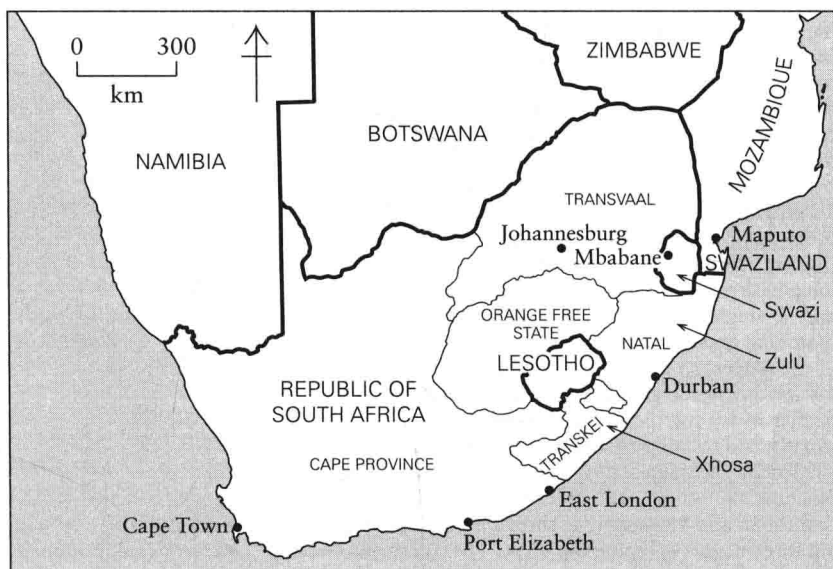 0 300
km
ZIMBABWE
MOZAMBIQUE
BOTSWANA
NAMIBIA
TRANSVAAL
Johannesburg
Maputo
Mbabane
SWAZILAND
Swazi
ORANGE FREE
STATE
NATAL
LESOTHO
Zulu
Durban
REPUBLIC OF
SOUTH AFRICA
TRANSKEI
Xhosa
CAPE PROVINCE
East London
Cape Town
Port Elizabeth